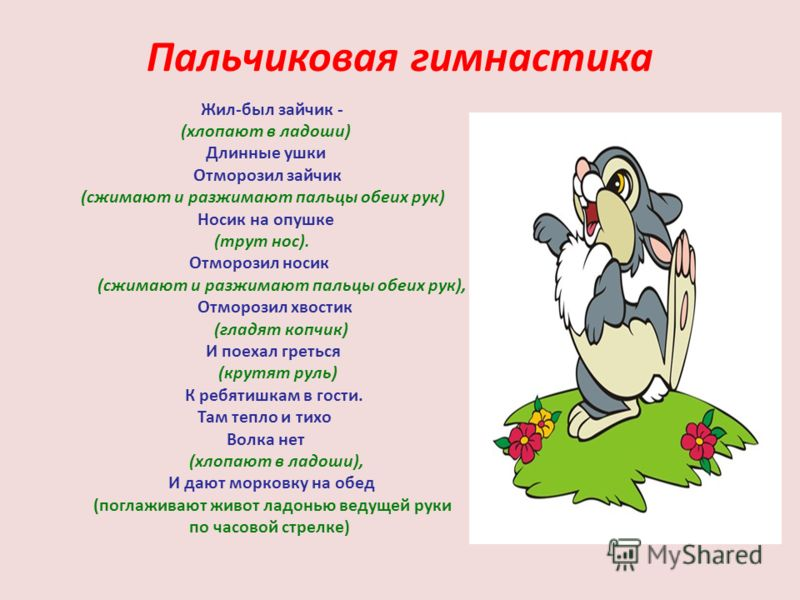 Пальчиковая гимнастика
Жил-был зайчик -
(хлопают в ладоши)
Длинные ушки
Отморозил зайчик
(сжимают и разжимают пальцы обеих рук)
Носик на опушке
(трут нос).
Отморозил носик
(сжимают и разжимают пальцы обеих рук),
Отморозил хвостик
(гладят копчик)
И поехал греться
(крутят руль)
К ребятишкам в гости.
Там тепло и тихо
Волка нет
(хлопают в ладоши),
И дают морковку на обед
(поглаживают живот ладонью ведущей руки
по часовой стрелке)
MyShared